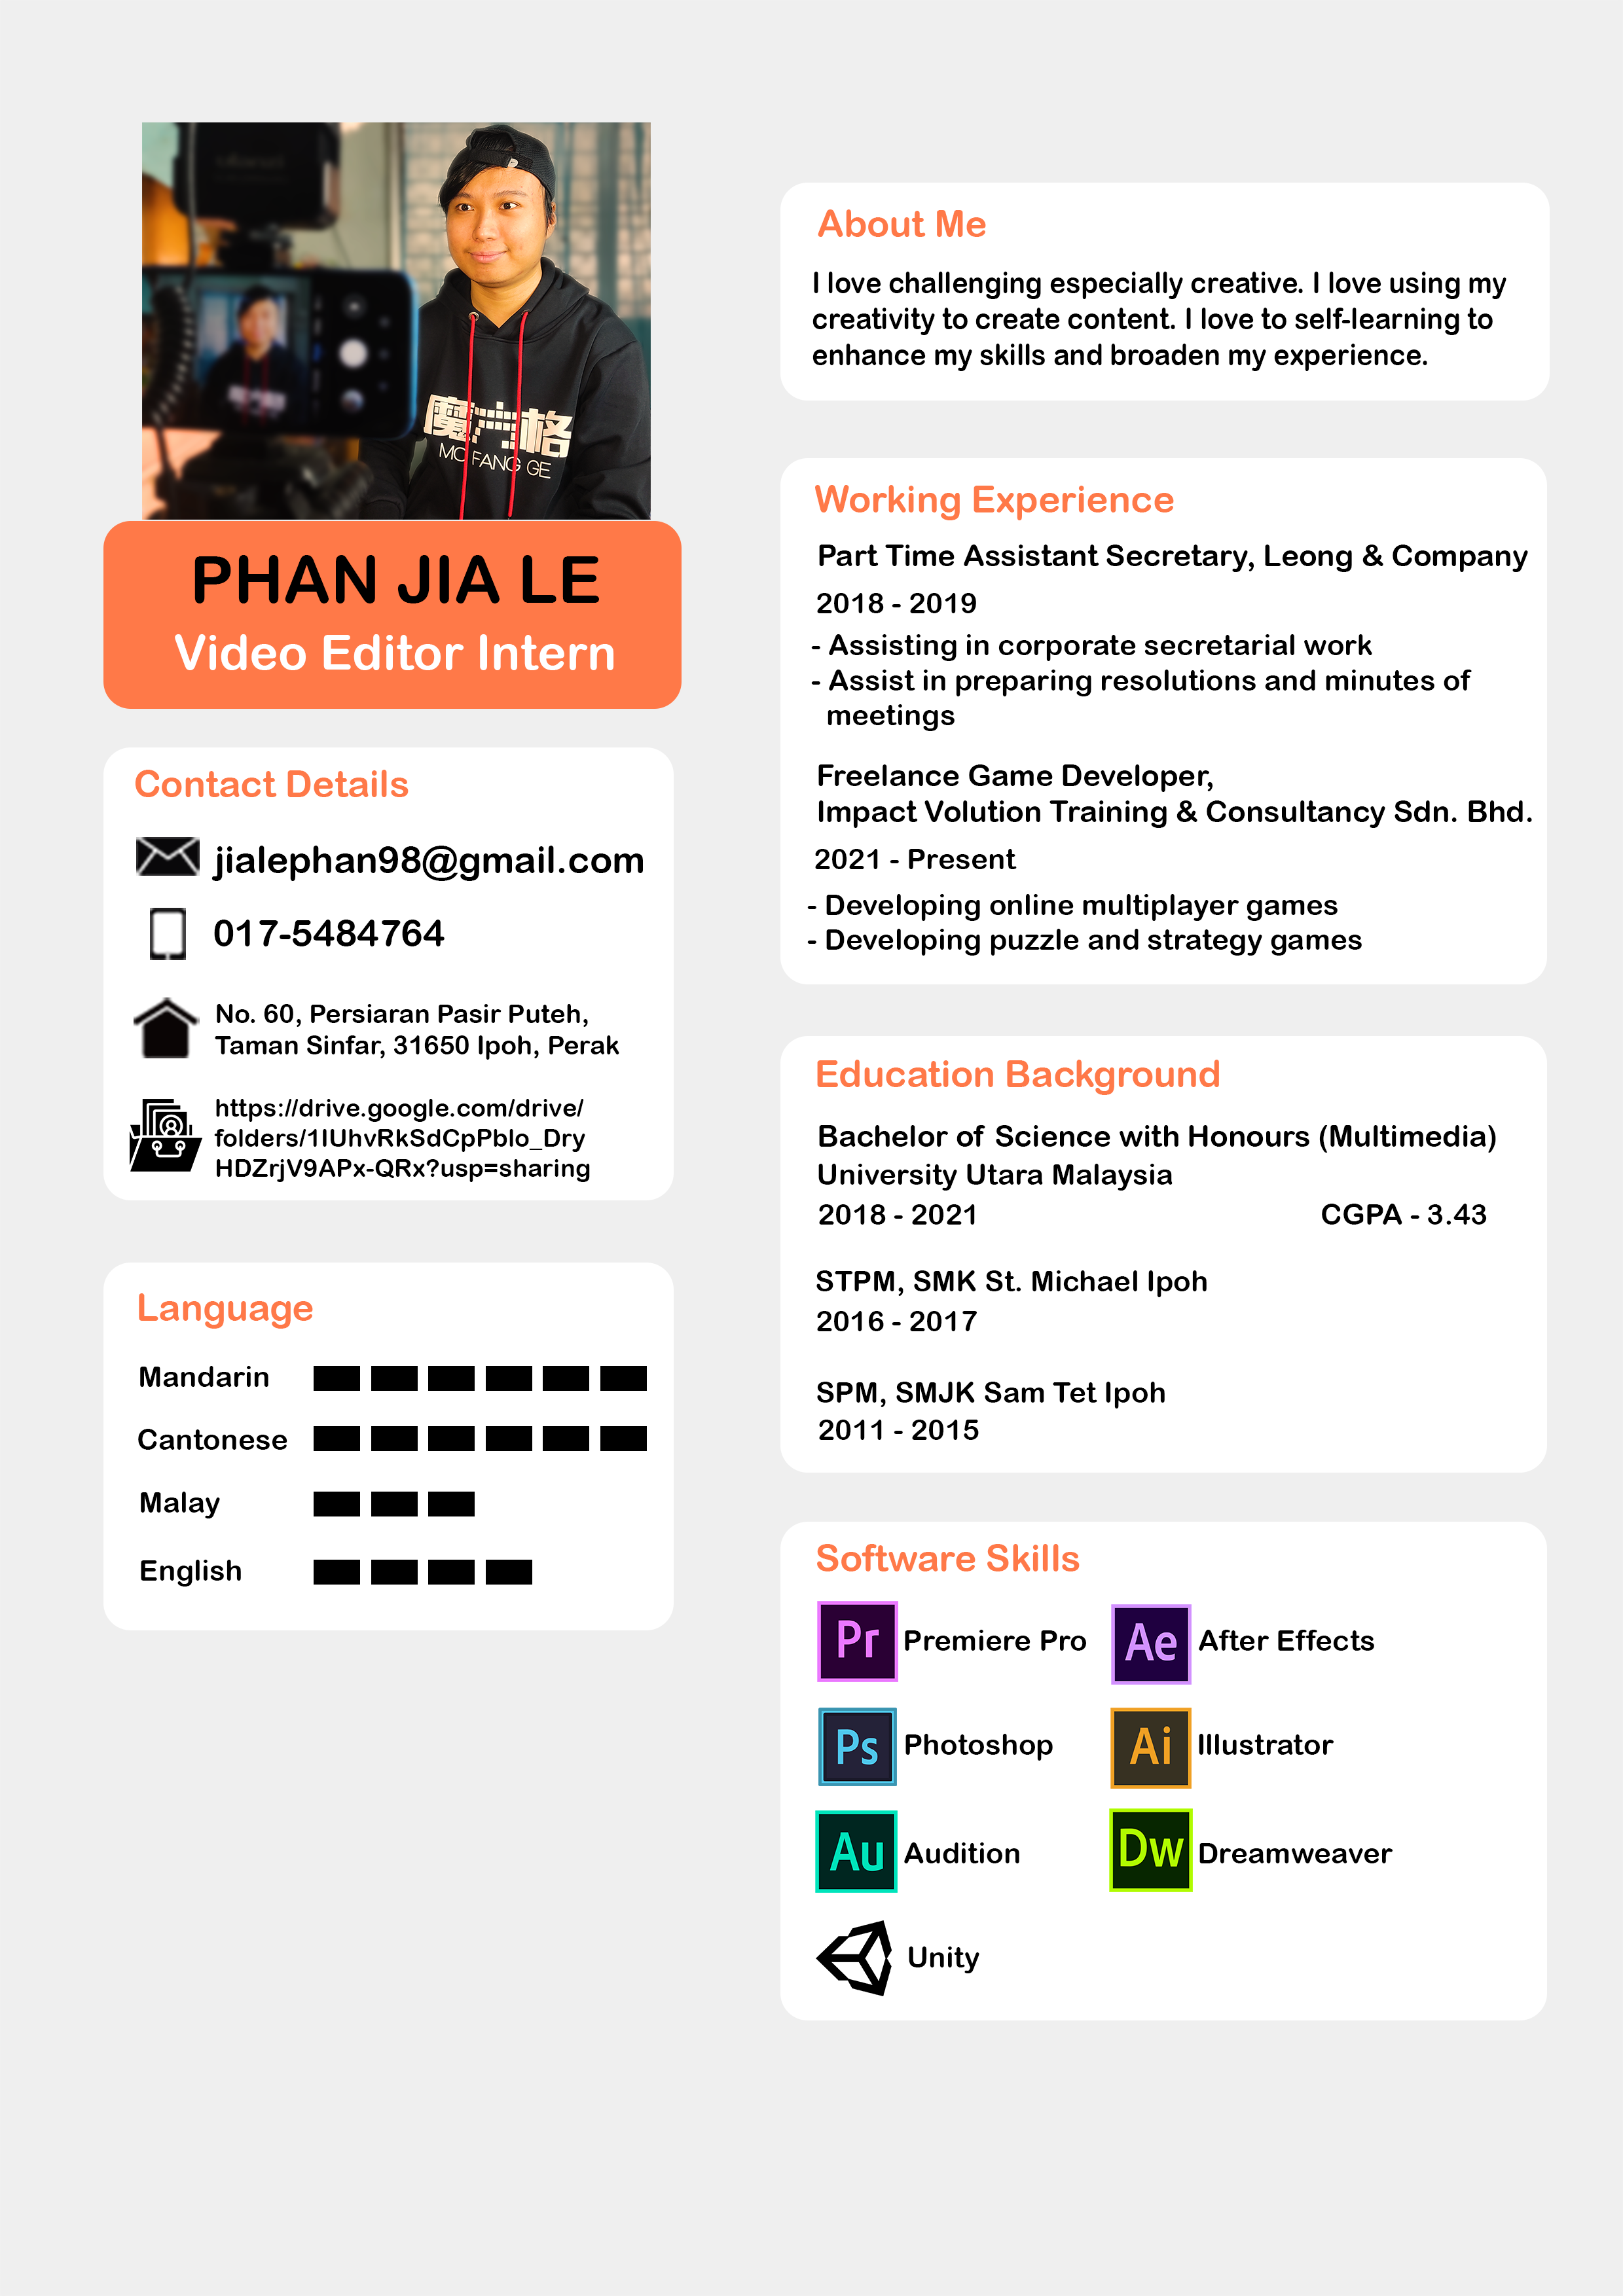 魔方格
MO FANG GE
PHAN JIA LE
Video Editor Intern
Contact Details
jialephan98@gmail.com
017-5484764
No. 60, Persiaran Pasir Puteh,
Taman Sinfar, 31650 Ipoh, Perak
https://drive.google.com/drive/
folders/1IUhvRkSdCpPblo_Dry
HDZrjV9APx-QRx?usp=sharing
Language
Mandarin
Cantonese
Malay
English
About Me
I love challenging especially creative. I love using my
creativity to create content. I love to self-learning to
enhance my skills and broaden my experience.
Working Experience
Part Time Assistant Secretary, Leong & Company
2018 - 2019
- Assisting in corporate secretarial work
- Assist in preparing resolutions and minutes of
meetings
Freelance Game Developer,
Impact Volution Training & Consultancy Sdn. Bhd.
2021 - Present
- Developing online multiplayer games
- Developing puzzle and strategy games
Education Background
Bachelor of Science with Honours (Multimedia)
University Utara Malaysia
2018 - 2021 CGPA - 3.43
STPM, SMK St. Michael Ipoh
2016 - 2017
SPM, SMJK Sam Tet Ipoh
2011 - 2015
Software Skills
Pr Premiere Pro Ae After Effects
Ps Photoshop Ai Illustrator
Au Audition Dw Dreamweaver
Unity